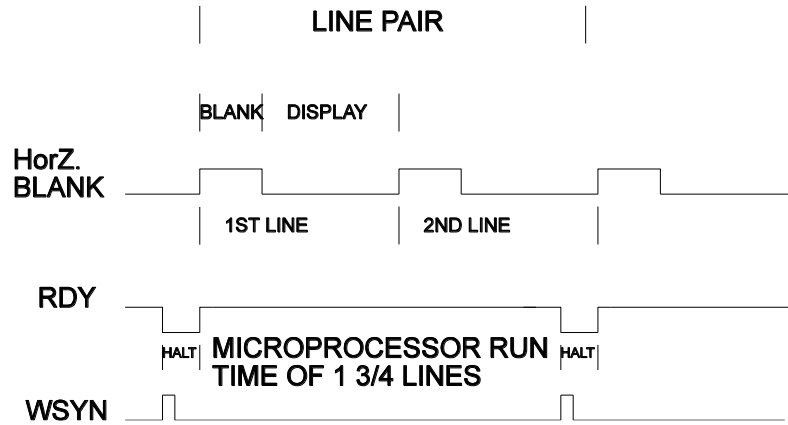 LINE PAIR
BLANK DISPLAY
HorZ.
BLANK
1ST LINE 2ND LINE
RDY
HALT MICROPROCESSOR RUN HALT
TIME OF 1 3/4 LINES
WSYN